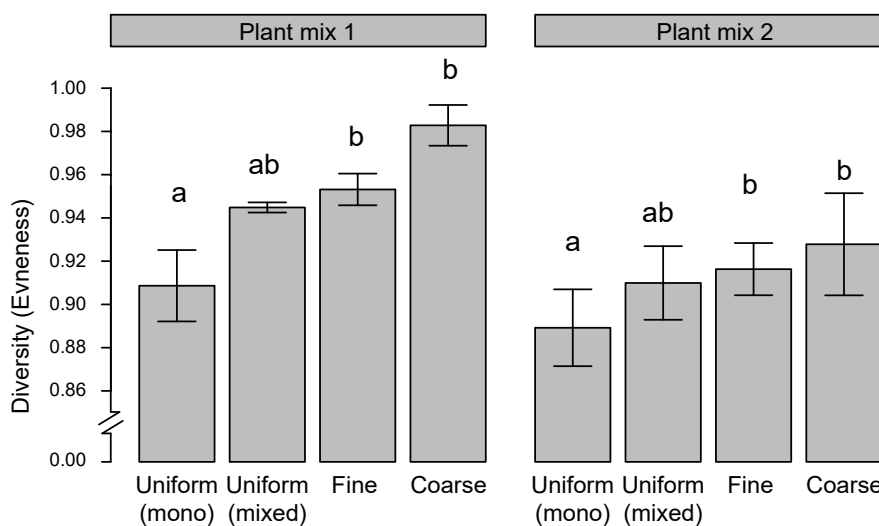 Plant mix 1
Plant mix 2
Diversity (Evneness)
1.00
0.98
0.96
0.94
0.92
0.90
0.88
0.86
0.00
a
ab
b
b
a
ab
b
b
Uniform
(mono)
Uniform
(mixed)
Fine
Coarse
Uniform
(mono)
Uniform
(mixed)
Fine
Coarse